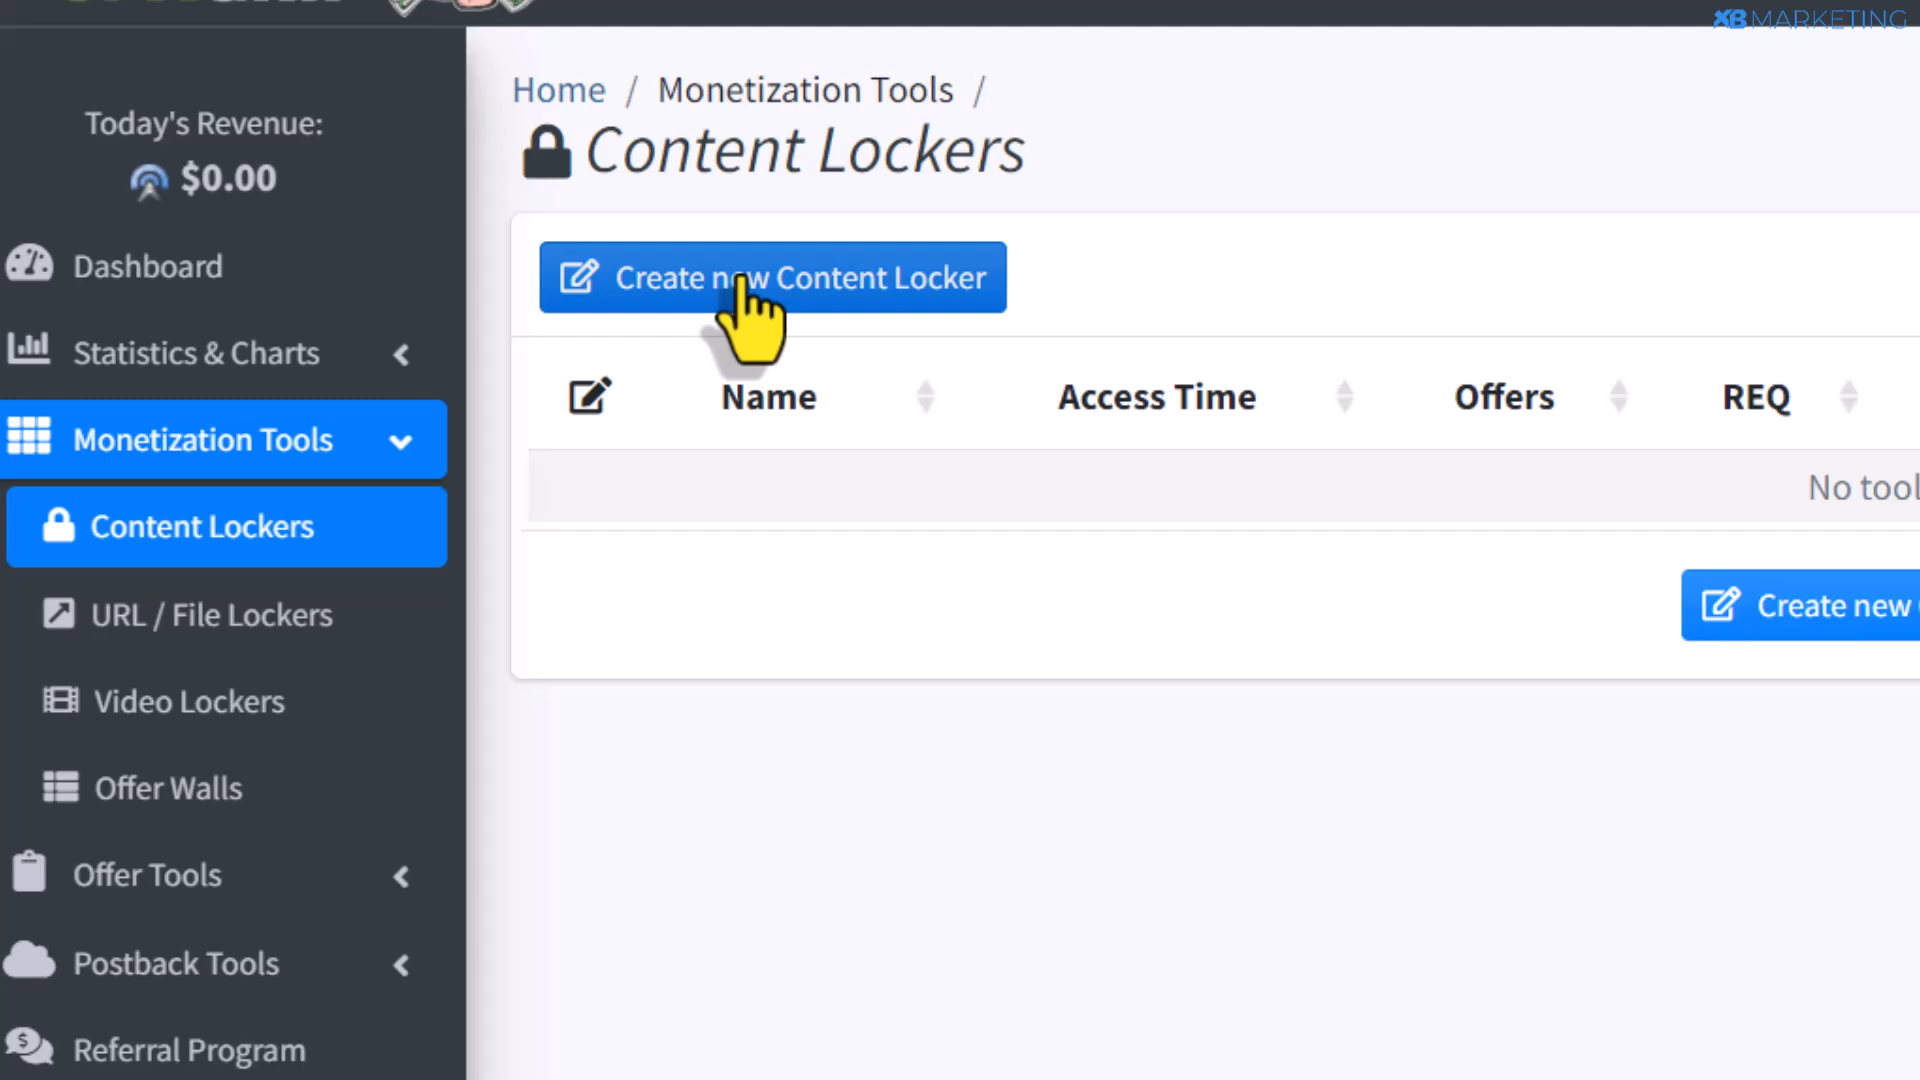 XB MARKETING
Today's Revenue:
$0.00
Dashboard
Statistics & Charts
Monetization Tools
Content Lockers
URL / File Lockers
Video Lockers
Offer Walls
Offer Tools
Postback Tools
Referral Program
Home / Monetization Tools /
Content Lockers
Create new Content Locker
Name Access Time Offers REQ
No tool
Create new